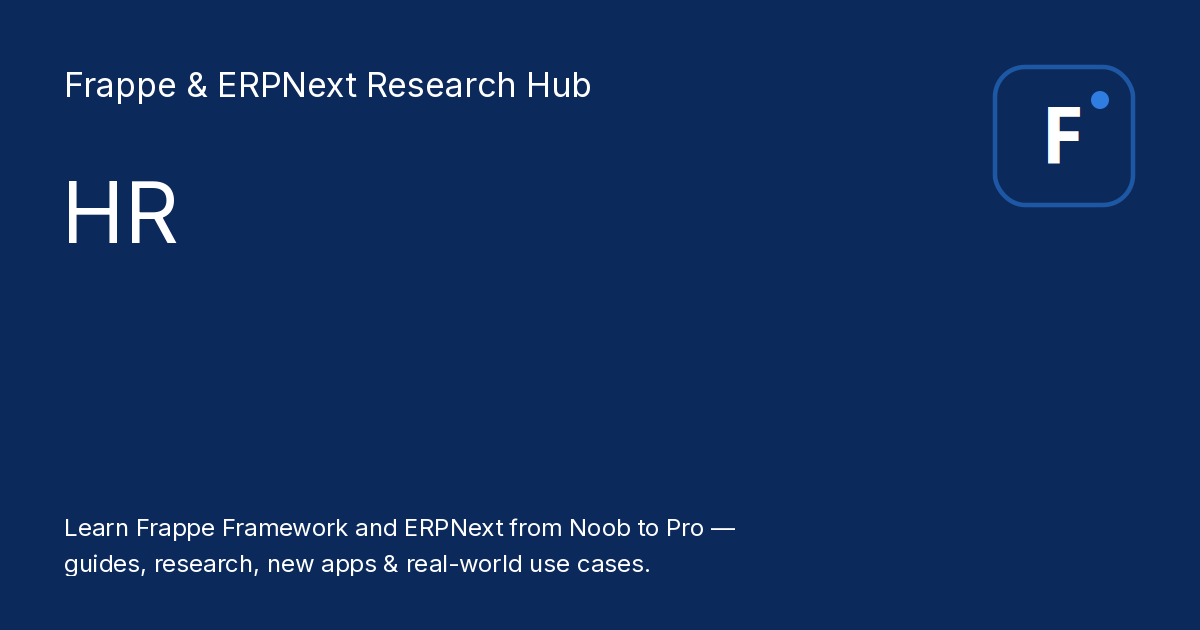 Frappe & ERPNext Research Hub
F
HR
Learn Frappe Framework and ERPNext from Noob to Pro —
guides, research, new apps & real-world use cases.